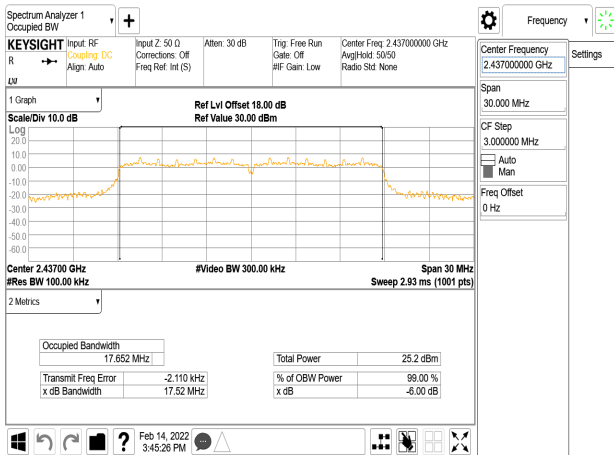 Spectrum Analyzer 1
Occupied BW
Frequency
KEYSIGHT
R
Input: RF
Coupling: DC
Align: Auto
Input Z: 50 Ω
Corrections: Off
Freq Ref: Int (S)
Atten: 30 dB
Trig: Free Run
Gate: Off
#IF Gain: Low
Center Freq: 2.437000000 GHz
Avg|Hold: 50/50
Radio Std: None
LXI
Center Frequency
2.437000000 GHz
Settings
Span
30.000 MHz
CF Step
3.000000 MHz
Auto
Man
Freq Offset
0 Hz
1 Graph
Scale/Div 10.0 dB
Ref Lvl Offset 18.00 dB
Ref Value 30.00 dBm
Log
20.0
10.0
0.00
-10.0
-20.0
-30.0
-40.0
-50.0
-60.0
Center 2.43700 GHz
#Res BW 100.00 kHz
#Video BW 300.00 kHz
Span 30 MHz
Sweep 2.93 ms (1001 pts)
2 Metrics
Occupied Bandwidth
17.652 MHz
Total Power 25.2 dBm
Transmit Freq Error -2.110 kHz
% of OBW Power 99.00 %
x dB Bandwidth 17.52 MHz
x dB -6.00 dB
?
Feb 14, 2022
3:45:26 PM